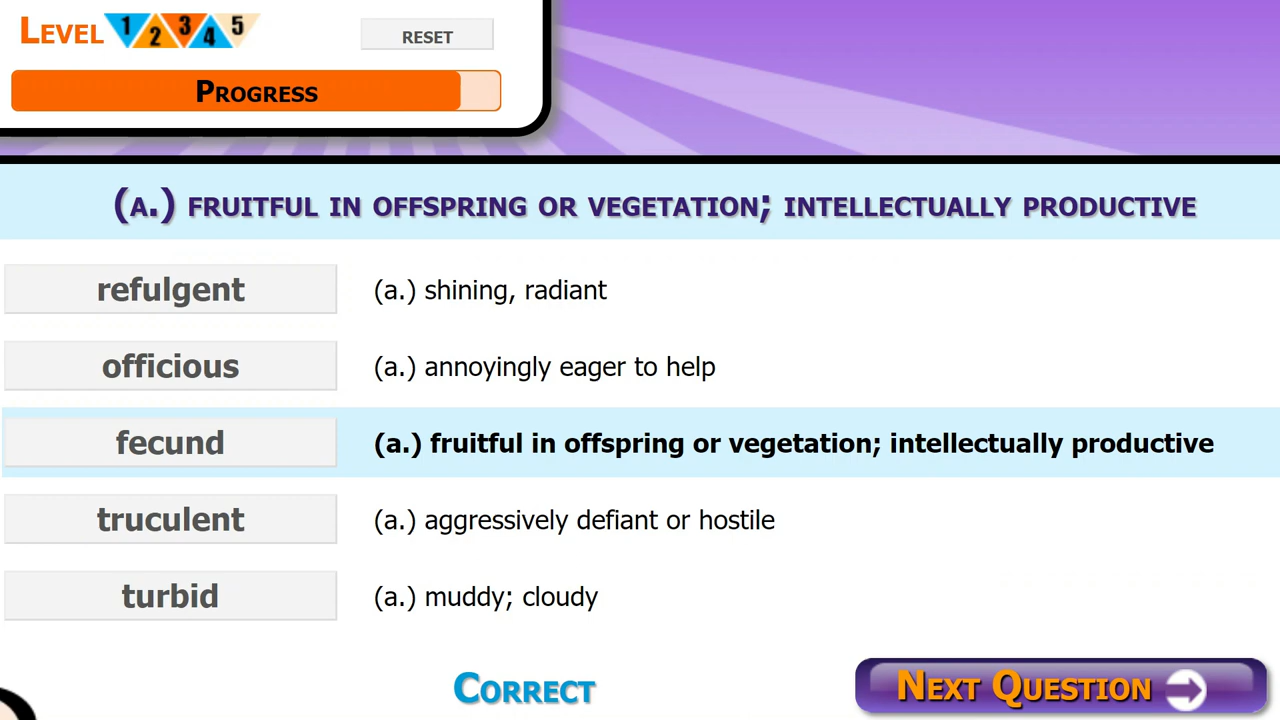 LEVEL 1 2 3 4 5
RESET
PROGRESS
(A.) FRUITFUL IN OFFSPRING OR VEGETATION; INTELLECTUALLY PRODUCTIVE
refulgent (a.) shining, radiant
officious (a.) annoyingly eager to help
fecund (a.) fruitful in offspring or vegetation; intellectually productive
truculent (a.) aggressively defiant or hostile
turbid (a.) muddy; cloudy
CORRECT
NEXT QUESTION